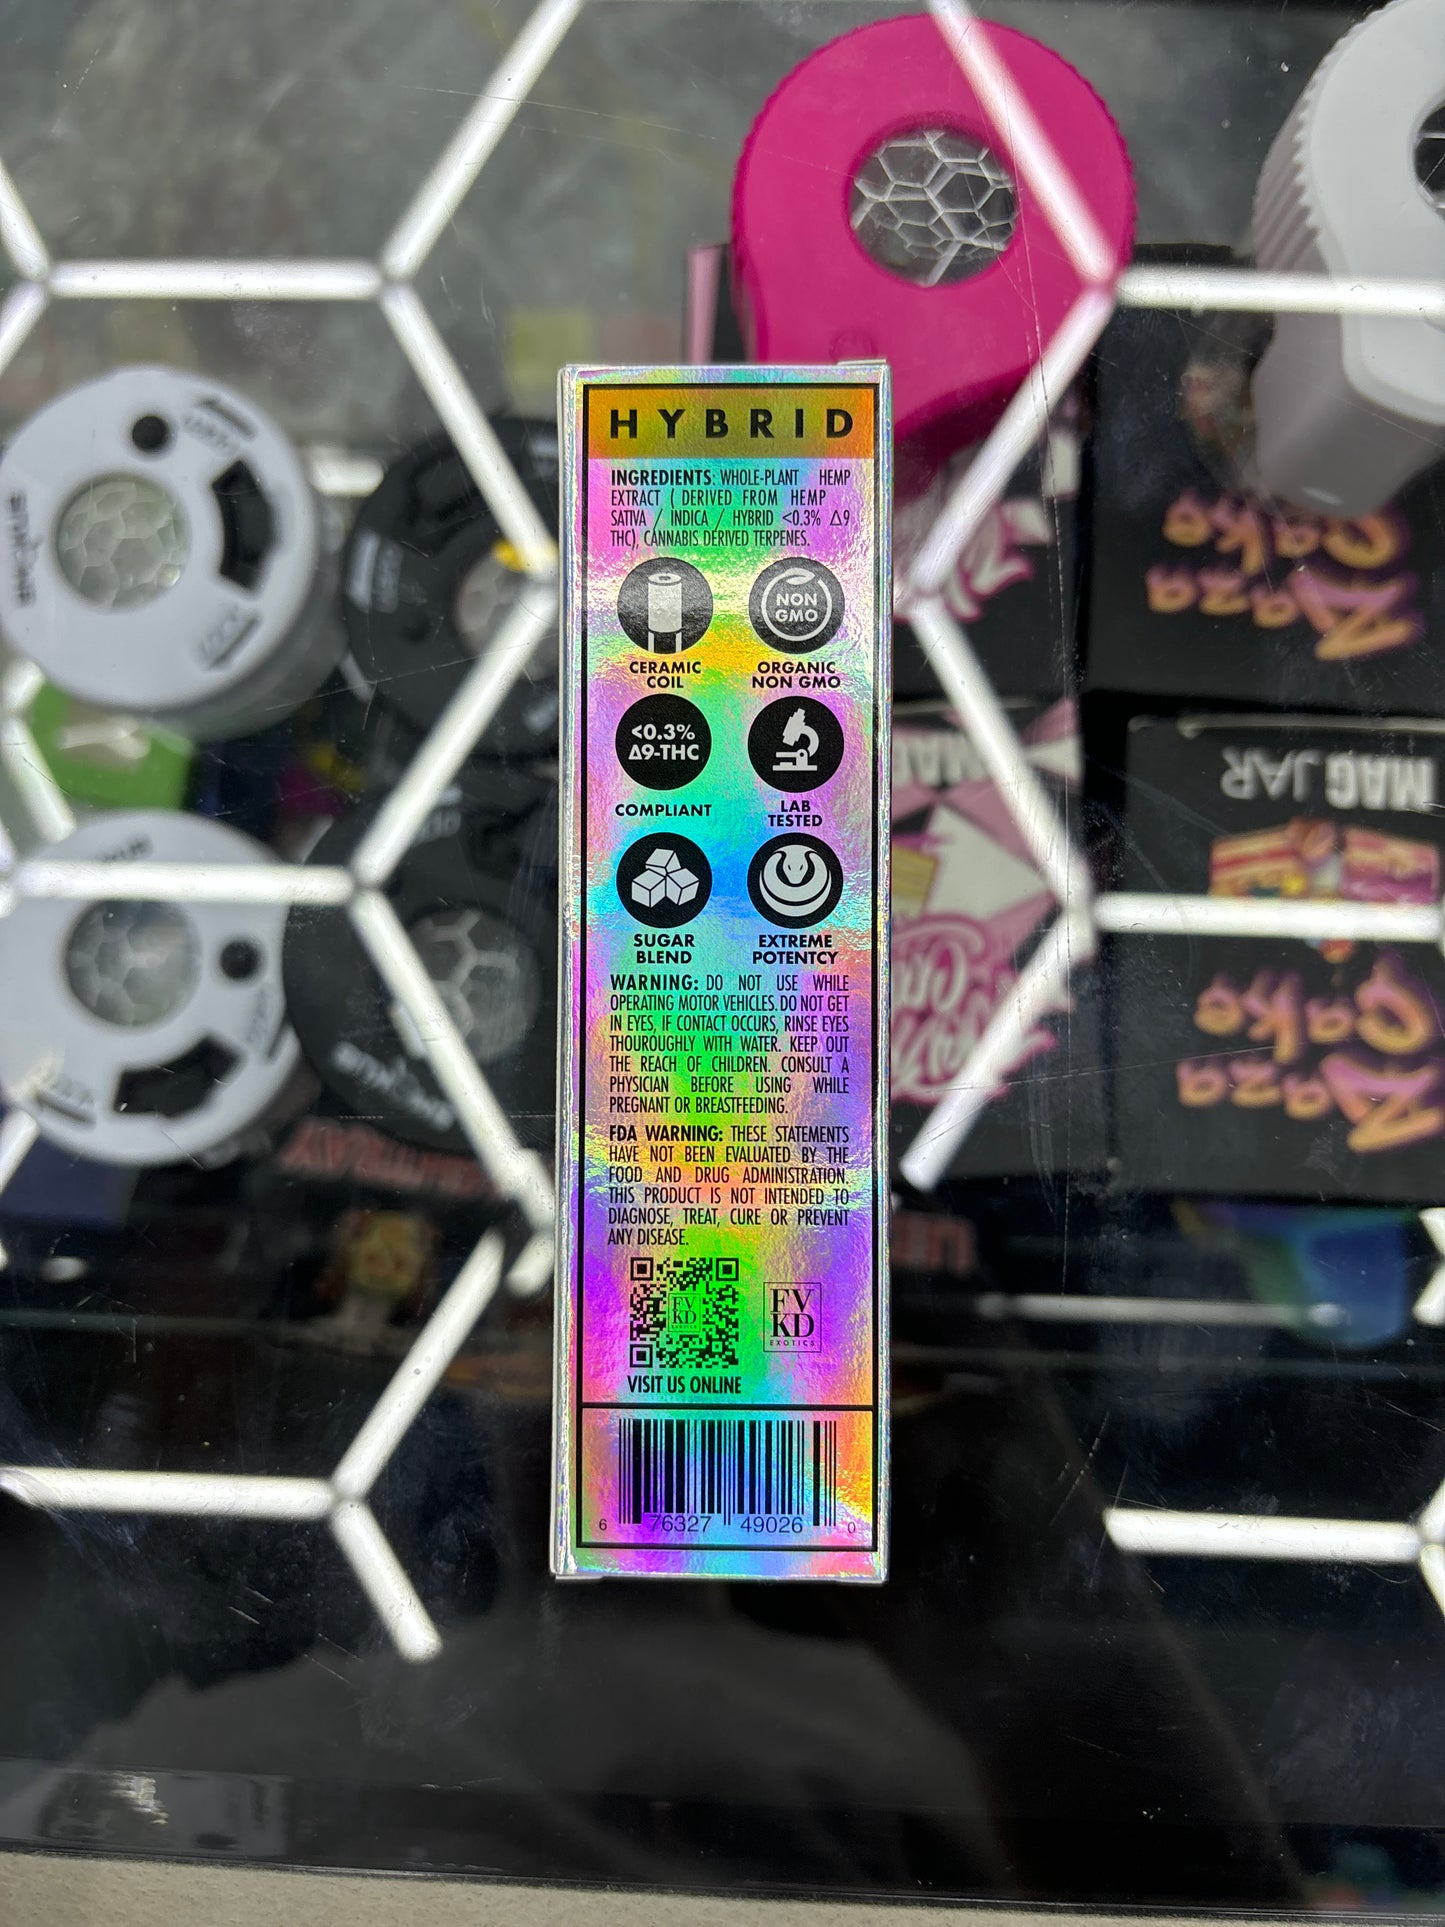 HYBRID
INGREDIENTS: WHOLE-PLANT HEMP
EXTRACT ( DERIVED FROM HEMP
SATIVA / INDICA / HYBRID <0.3% Δ9
THC), CANNABIS DERIVED TERPENES.
NON
GMO
CERAMIC
COIL
ORGANIC
NON GMO
<0.3%
Δ9-THC
COMPLIANT
LAB
TESTED
SUGAR
BLEND
EXTREME
POTENTCY
WARNING: DO NOT USE WHILE
OPERATING MOTOR VEHICLES. DO NOT GET
IN EYES, IF CONTACT OCCURS, RINSE EYES
THOUROUGHLY WITH WATER. KEEP OUT
THE REACH OF CHILDREN. CONSULT A
PHYSICIAN BEFORE USING WHILE
PREGNANT OR BREASTFEEDING.
FDA WARNING: THESE STATEMENTS
HAVE NOT BEEN EVALUATED BY THE
FOOD AND DRUG ADMINISTRATION.
THIS PRODUCT IS NOT INTENDED TO
DIAGNOSE, TREAT, CURE OR PREVENT
ANY DISEASE.
FV
KD
EXOTICS
FV
KD
EXOTICS
VISIT US ONLINE
6 76327 49026 0
MAG JAR
Zaza
Cake
Zaza
Cake
LOCK